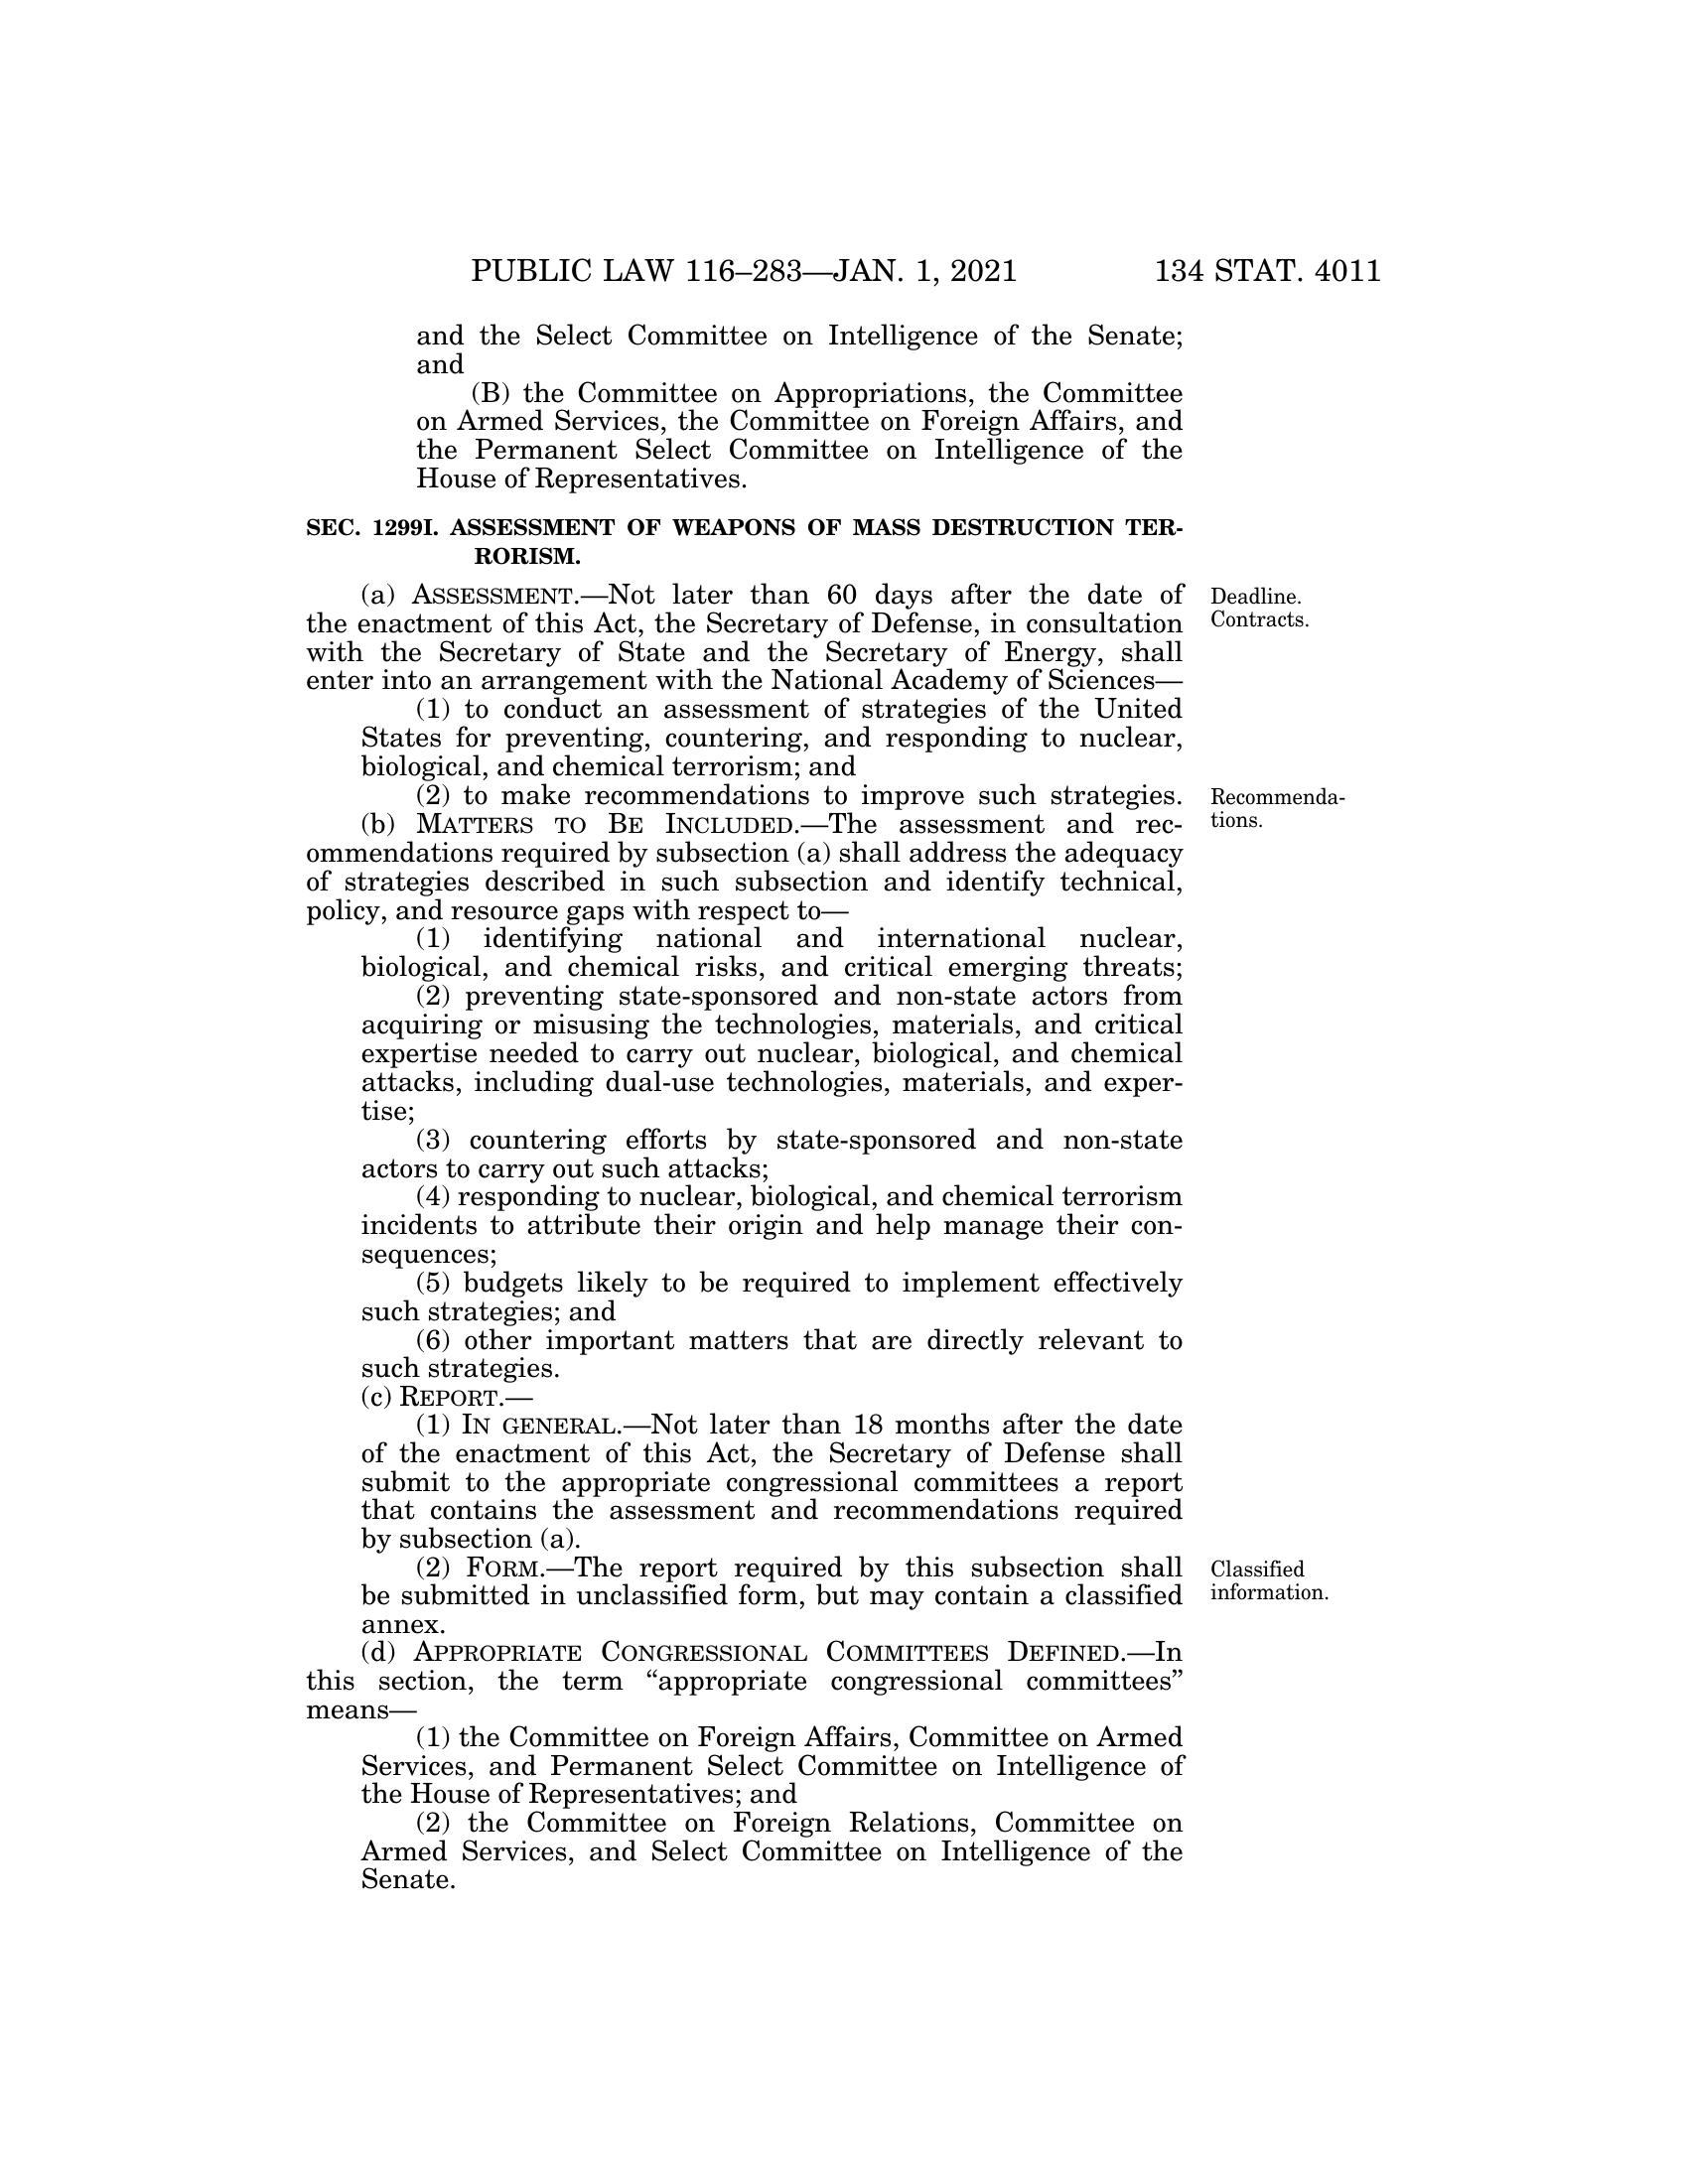 PUBLIC LAW 116–283—JAN. 1, 2021 134 STAT. 4011
and the Select Committee on Intelligence of the Senate;
and
(B) the Committee on Appropriations, the Committee
on Armed Services, the Committee on Foreign Affairs, and
the Permanent Select Committee on Intelligence of the
House of Representatives.
SEC. 1299I. ASSESSMENT OF WEAPONS OF MASS DESTRUCTION TER-
RORISM.
(a) ASSESSMENT.—Not later than 60 days after the date of
the enactment of this Act, the Secretary of Defense, in consultation
with the Secretary of State and the Secretary of Energy, shall
enter into an arrangement with the National Academy of Sciences—
Deadline.
Contracts.
(1) to conduct an assessment of strategies of the United
States for preventing, countering, and responding to nuclear,
biological, and chemical terrorism; and
(2) to make recommendations to improve such strategies.
Recommenda-
tions.
(b) MATTERS TO BE INCLUDED.—The assessment and rec-
ommendations required by subsection (a) shall address the adequacy
of strategies described in such subsection and identify technical,
policy, and resource gaps with respect to—
(1) identifying national and international nuclear,
biological, and chemical risks, and critical emerging threats;
(2) preventing state-sponsored and non-state actors from
acquiring or misusing the technologies, materials, and critical
expertise needed to carry out nuclear, biological, and chemical
attacks, including dual-use technologies, materials, and exper-
tise;
(3) countering efforts by state-sponsored and non-state
actors to carry out such attacks;
(4) responding to nuclear, biological, and chemical terrorism
incidents to attribute their origin and help manage their con-
sequences;
(5) budgets likely to be required to implement effectively
such strategies; and
(6) other important matters that are directly relevant to
such strategies.
(c) REPORT.—
(1) IN GENERAL.—Not later than 18 months after the date
of the enactment of this Act, the Secretary of Defense shall
submit to the appropriate congressional committees a report
that contains the assessment and recommendations required
by subsection (a).
(2) FORM.—The report required by this subsection shall
be submitted in unclassified form, but may contain a classified
annex.
Classified
information.
(d) APPROPRIATE CONGRESSIONAL COMMITTEES DEFINED.—In
this section, the term “appropriate congressional committees”
means—
(1) the Committee on Foreign Affairs, Committee on Armed
Services, and Permanent Select Committee on Intelligence of
the House of Representatives; and
(2) the Committee on Foreign Relations, Committee on
Armed Services, and Select Committee on Intelligence of the
Senate.